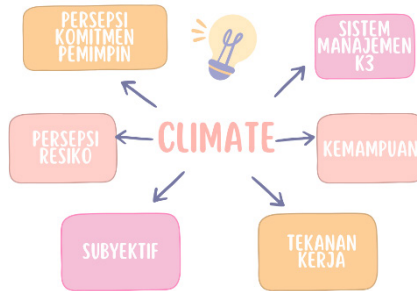 PERSEPSI
KOMITMEN
PEMIMPIN
SISTEM
MANAJEMEN
K3
PERSEPSI
RESIKO
CLIMATE
KEMAMPUAN
SUBYEKTIF
TEKANAN
KERJA